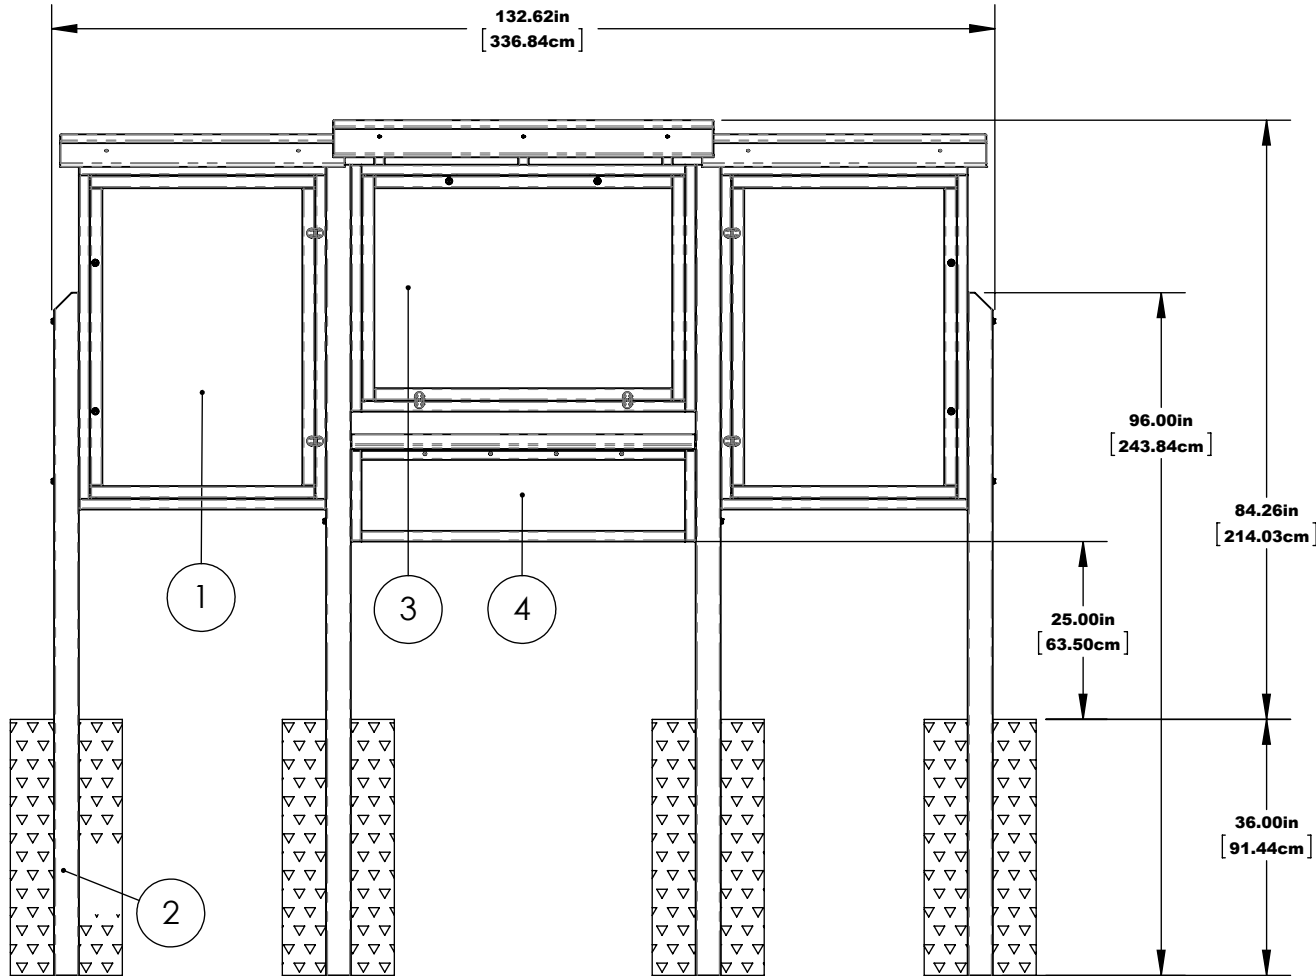 132.62in
[336.84cm]
96.00in
[243.84cm]
84.26in
[214.03cm]
25.00in
[63.50cm]
36.00in
[91.44cm]
1
3
4
2